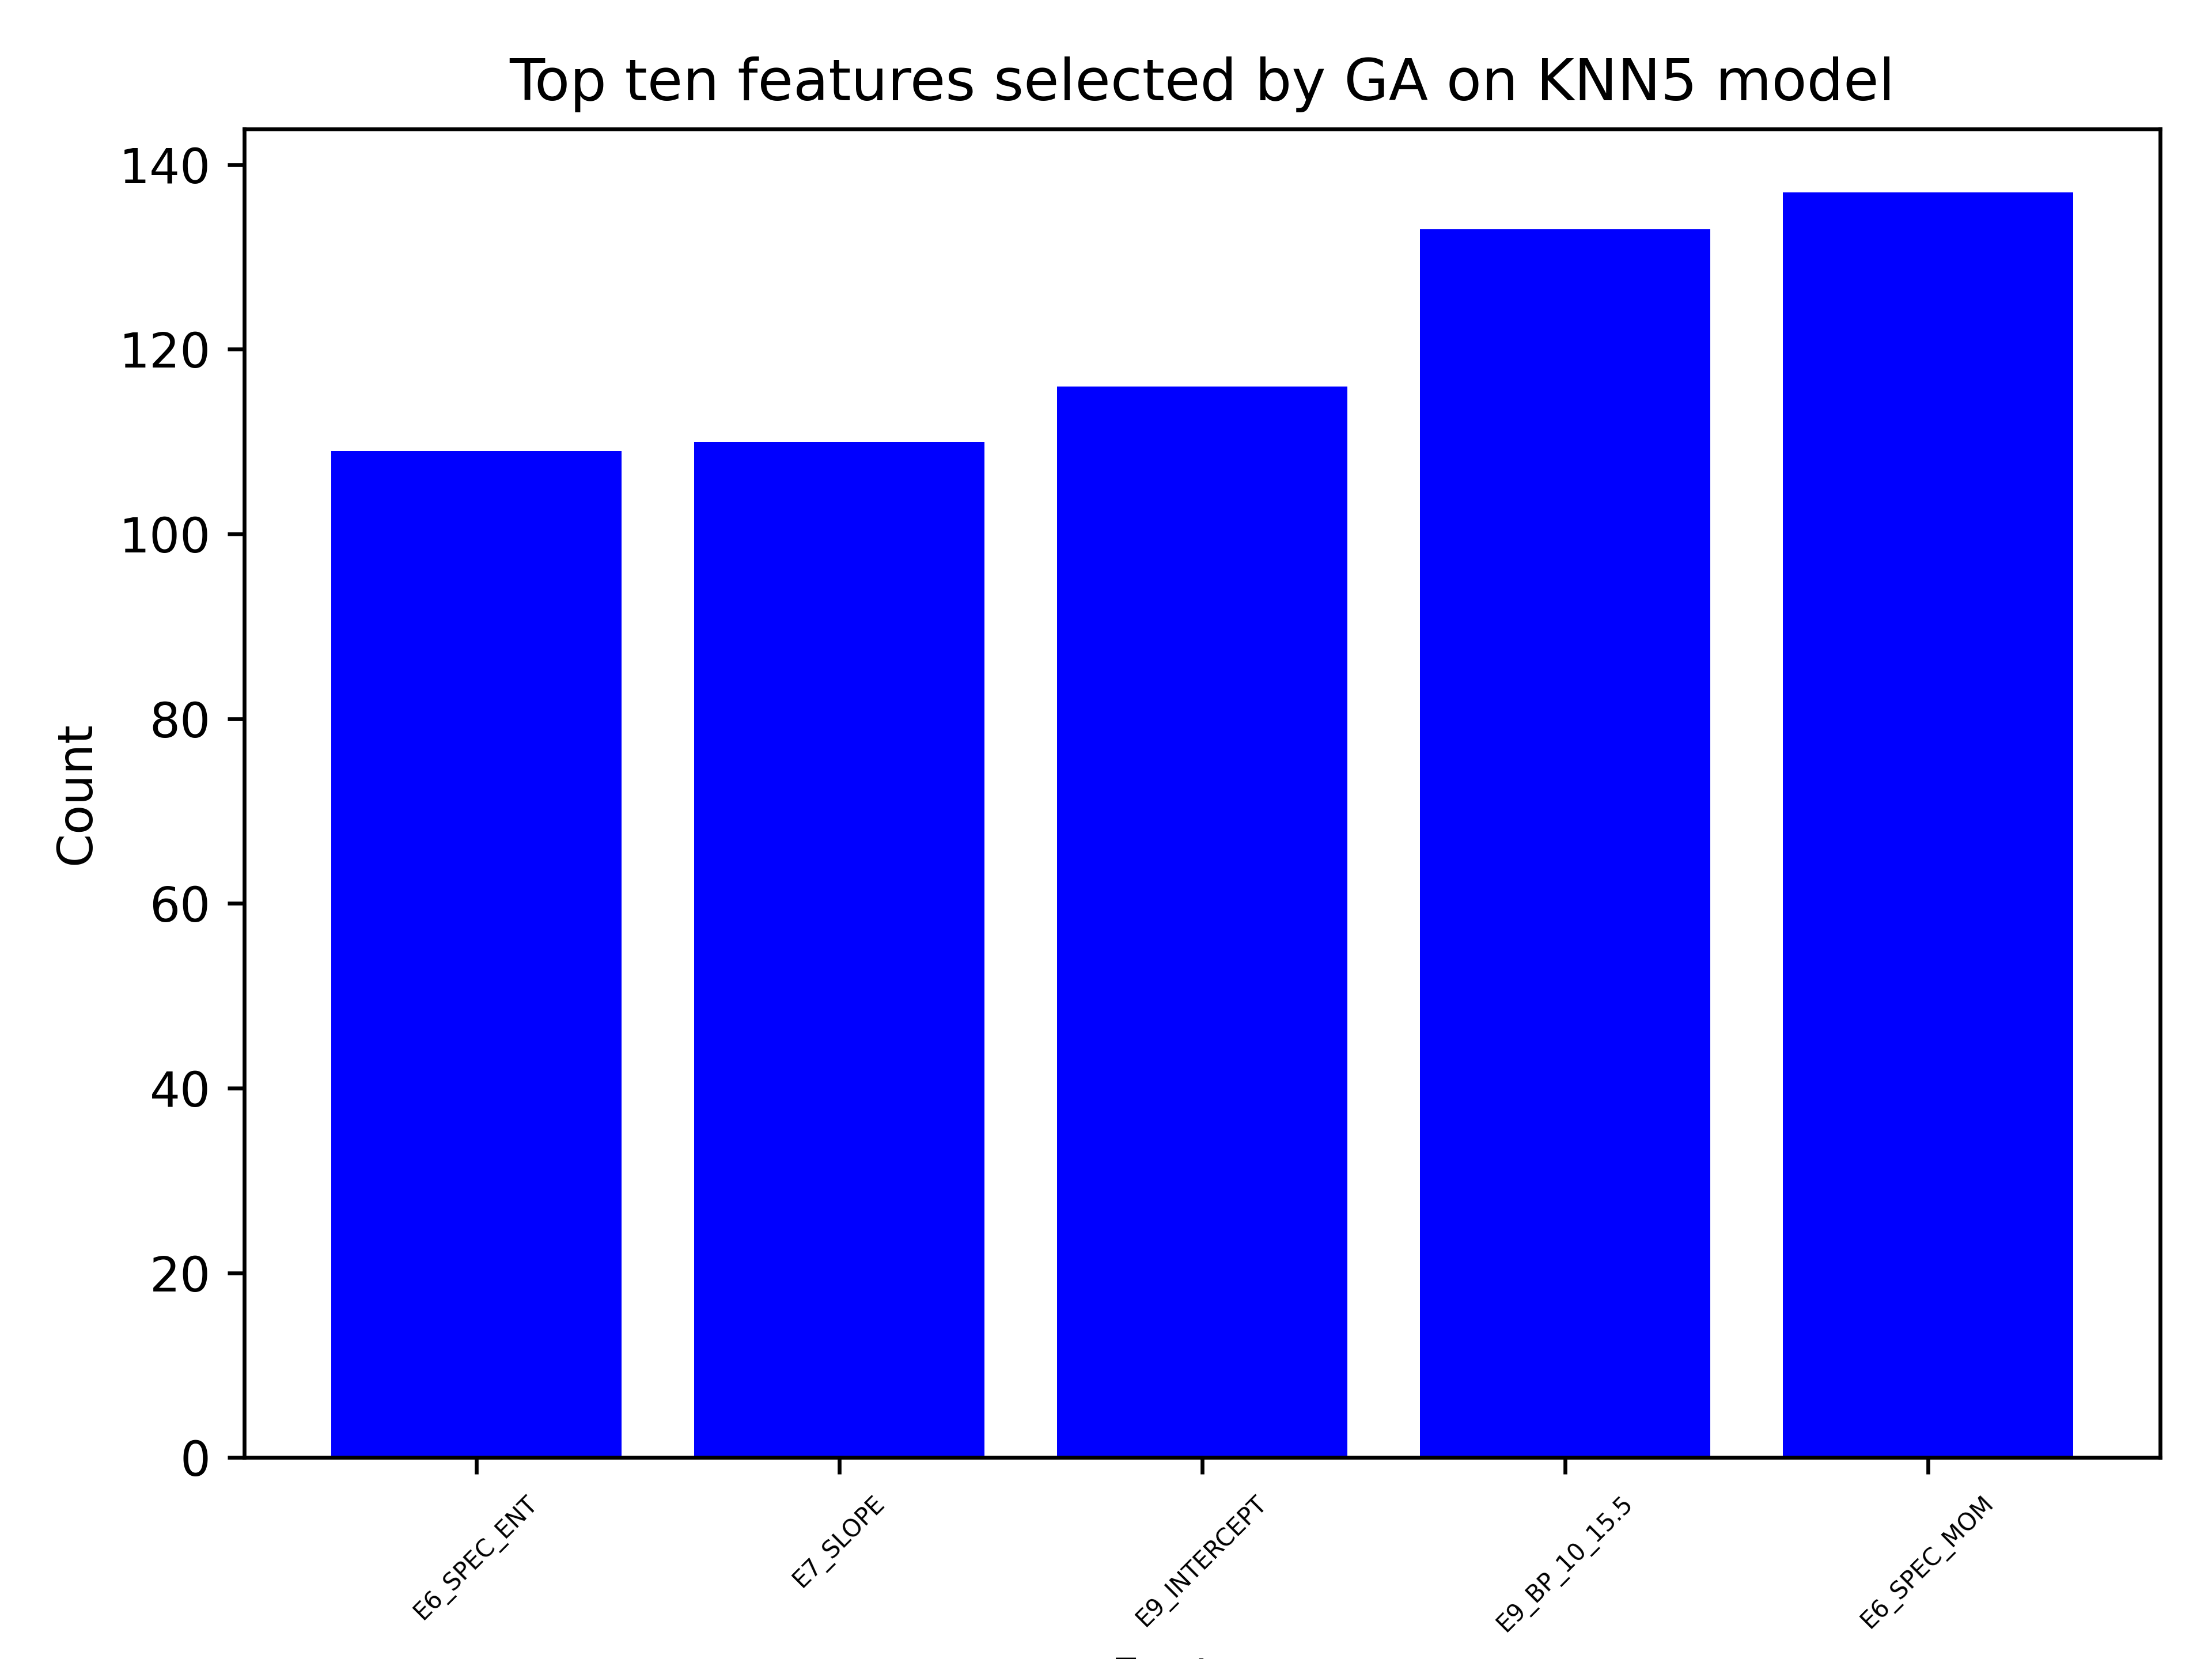 Top ten features selected by GA on KNN5 model
140
120
100
80
60
40
20
0
Count
E6_SPEC_ENT
E7_SLOPE
E9_INTERCEPT
E9_BP_10_15.5
E6_SPEC_MOM